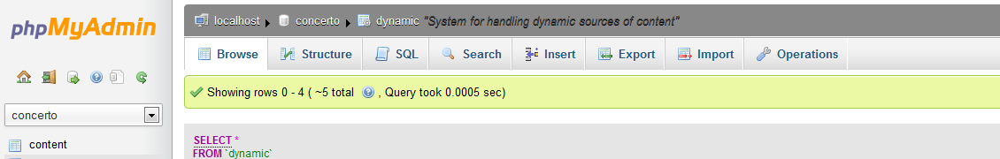 phpMyAdmin
concerto
content
localhost ▸ concerto ▸ dynamic "System for handling dynamic sources of content"
Browse Structure SQL Search Insert Export Import Operations
Showing rows 0 - 4 ( ~5 total , Query took 0.0005 sec)
SELECT *
FROM `dynamic`